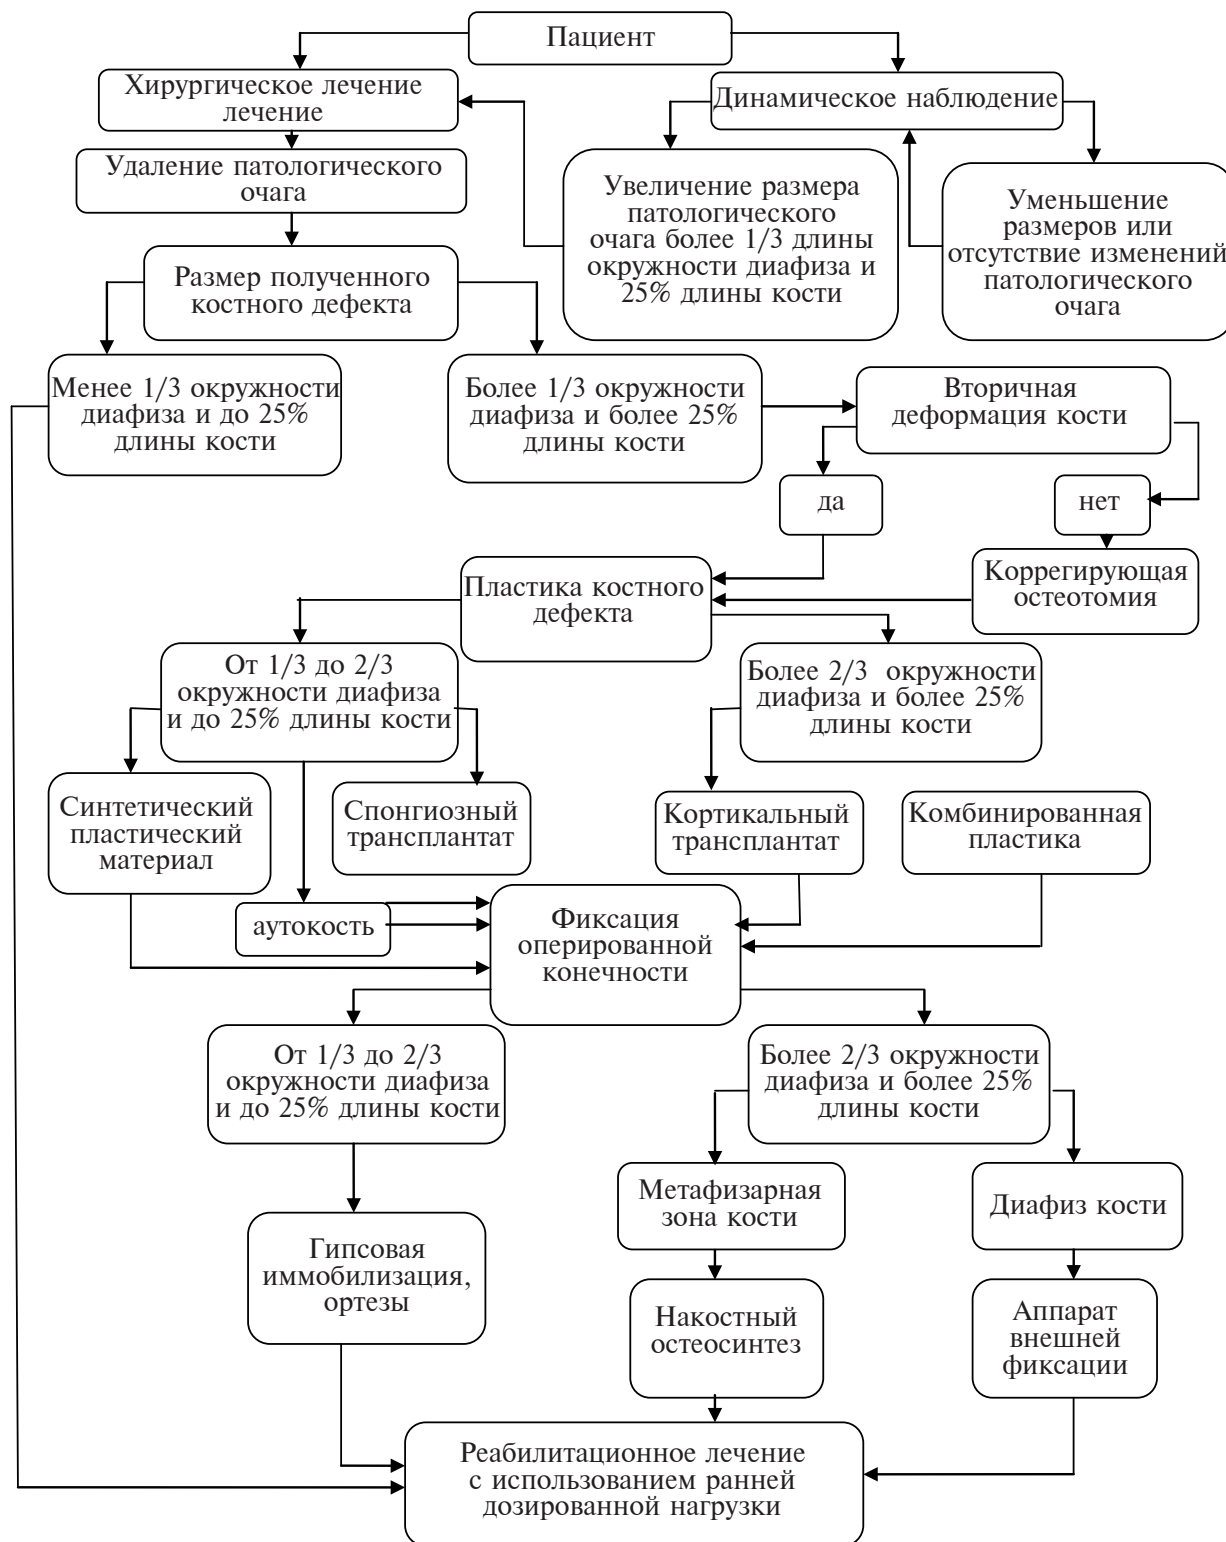 Пациент
Хирургическое лечение
лечение
Динамическое наблюдение
Удаление патологического
очага
Увеличение размера
патологического
очага более 1/3 длины
окружности диафиза и
25% длины кости
Уменьшение
размеров или
отсутствие изменений
патологического
очага
Размер полученного
костного дефекта
Менее 1/3 окружности
диафиза и до 25%
длины кости
Более 1/3 окружности
диафиза и более 25%
длины кости
Вторичная
деформация кости
да
нет
Пластика костного
дефекта
Коррегирующая
остеотомия
От 1/3 до 2/3
окружности диафиза
и до 25% длины кости
Более 2/3 окружности
диафиза и более 25%
длины кости
Синтетический
пластический
материал
Спонгиозный
трансплантат
Кортикальный
трансплантат
Комбинированная
пластика
аутокость
Фиксация
оперированной
конечности
От 1/3 до 2/3
окружности диафиза
и до 25% длины кости
Более 2/3 окружности
диафиза и более 25%
длины кости
Метафизарная
зона кости
Диафиз кости
Гипсовая
иммобилизация,
ортезы
Накостный
остеосинтез
Аппарат
внешней
фиксации
Реабилитационное лечение
с использованием ранней
дозированной нагрузки